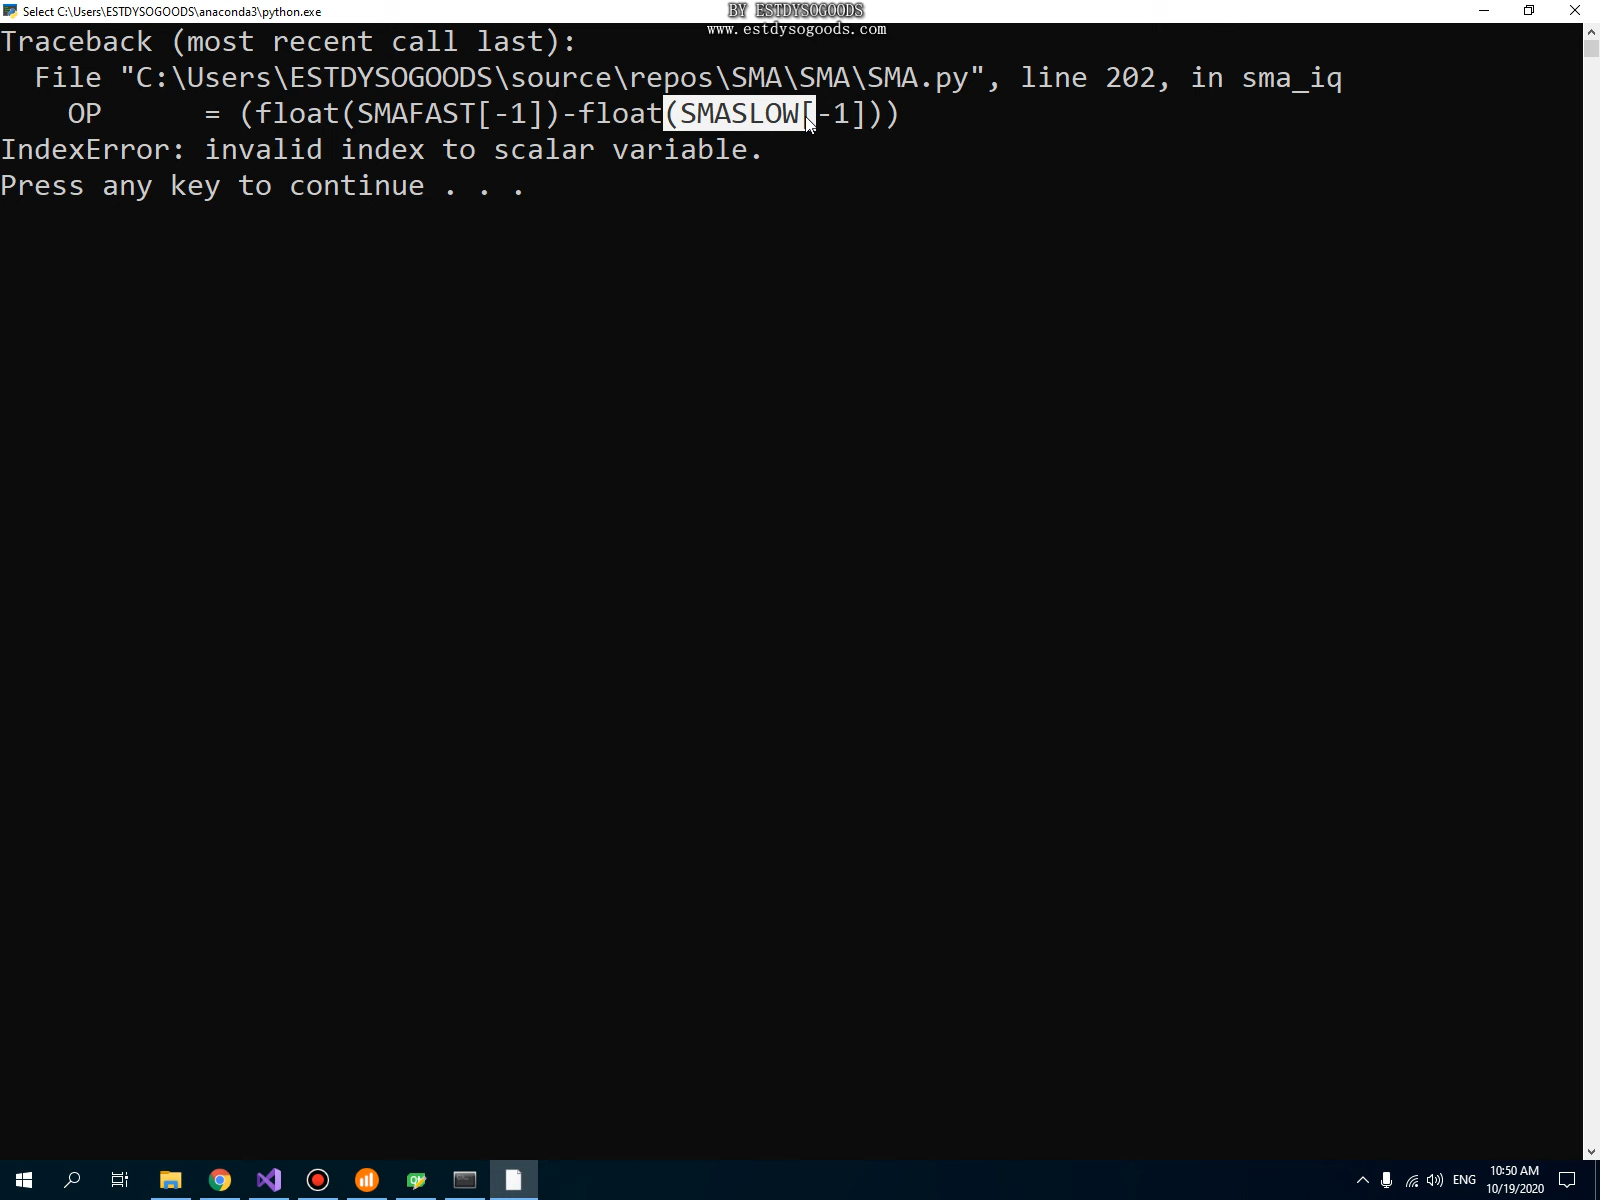 Select C:\Users\ESTDYSOGOODS\anaconda3\python.exe
BY ESTDYSOGOODS
www.estdysogoods.com
Traceback (most recent call last):
  File "C:\Users\ESTDYSOGOODS\source\repos\SMA\SMA\SMA.py", line 202, in sma_iq
    OP      = (float(SMAFAST[-1])-float(SMASLOW[-1]))
IndexError: invalid index to scalar variable.
Press any key to continue . . .
ENG
10:50 AM
10/19/2020